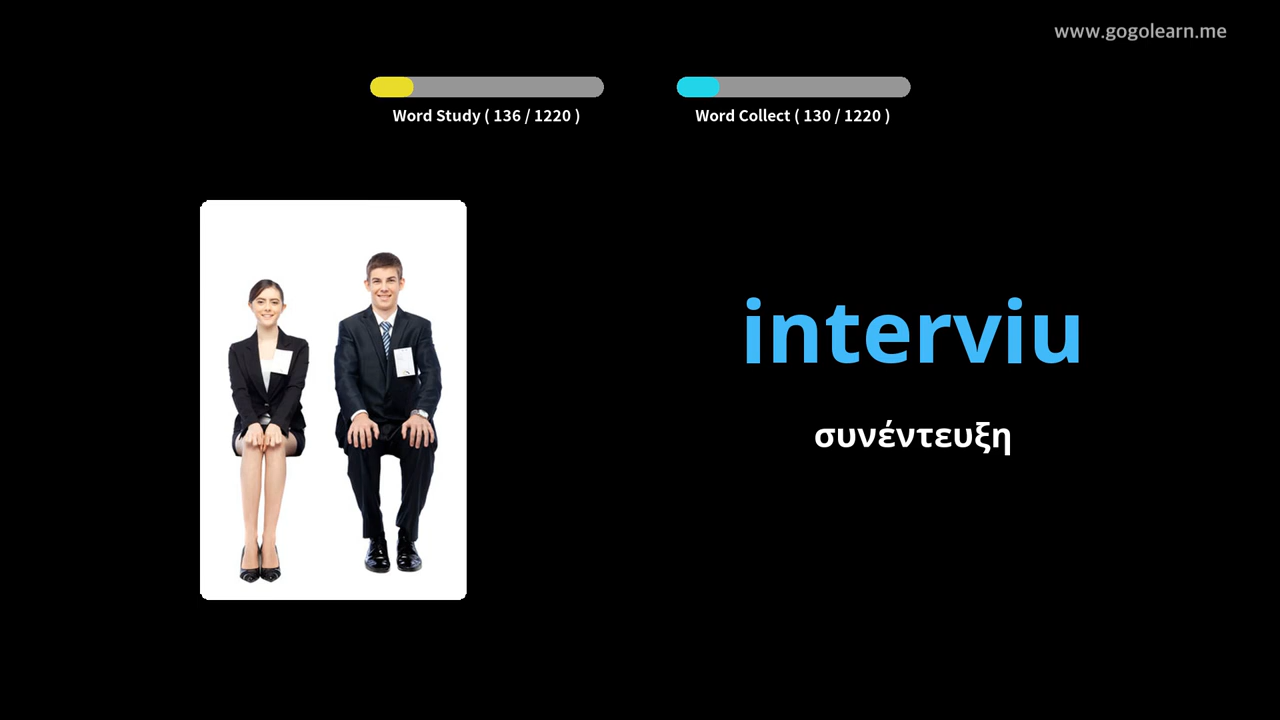 www.gogolearn.me
Word Study ( 136 / 1220 )
Word Collect ( 130 / 1220 )
interviu
συνέντευξη